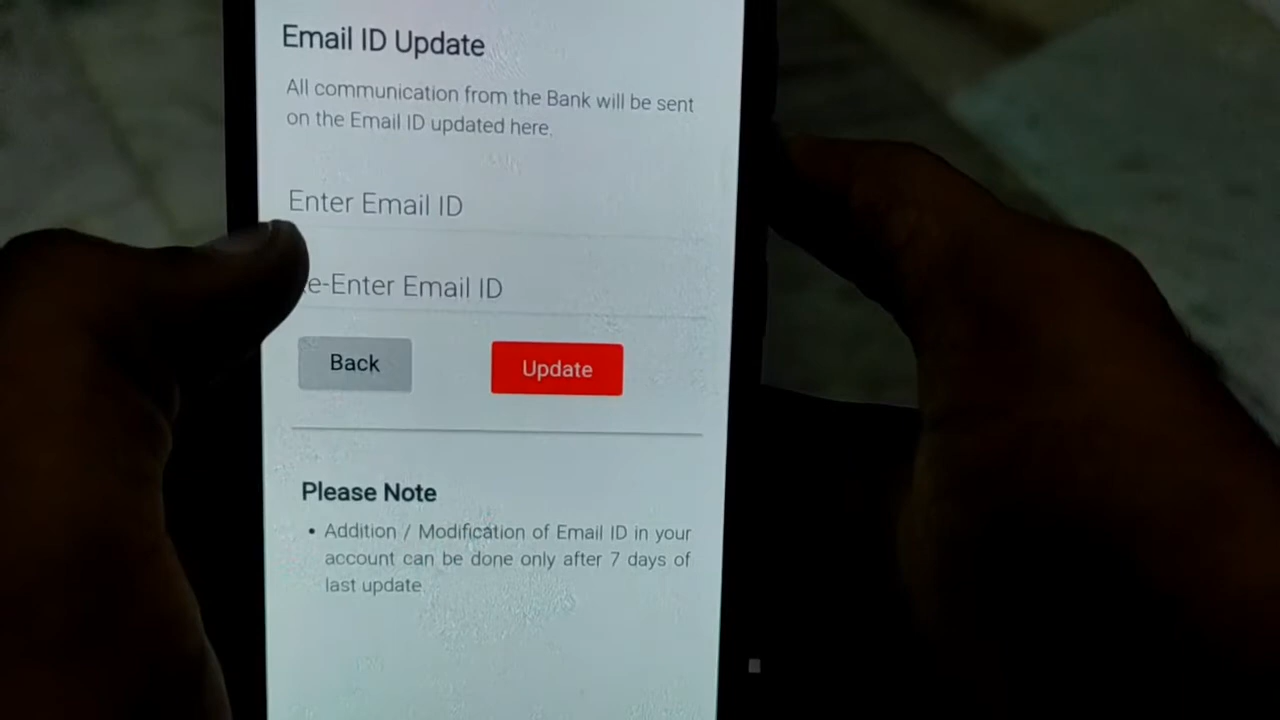 Email ID Update
All communication from the Bank will be sent
on the Email ID updated here.
Enter Email ID
e-Enter Email ID
Back
Update
Please Note
• Addition / Modification of Email ID in your
account can be done only after 7 days of
last update.